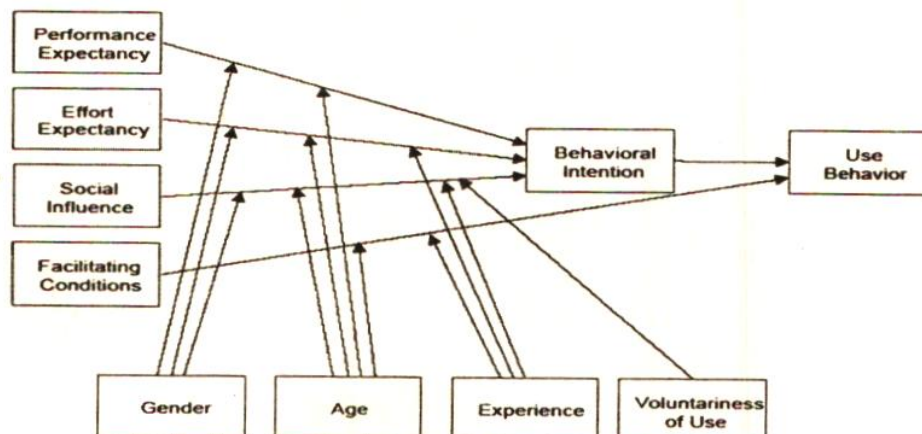 Performance
Expectancy
Effort
Expectancy
Social
Influence
Facilitating
Conditions
Behavioral
Intention
Use
Behavior
Gender
Age
Experience
Voluntariness
of Use